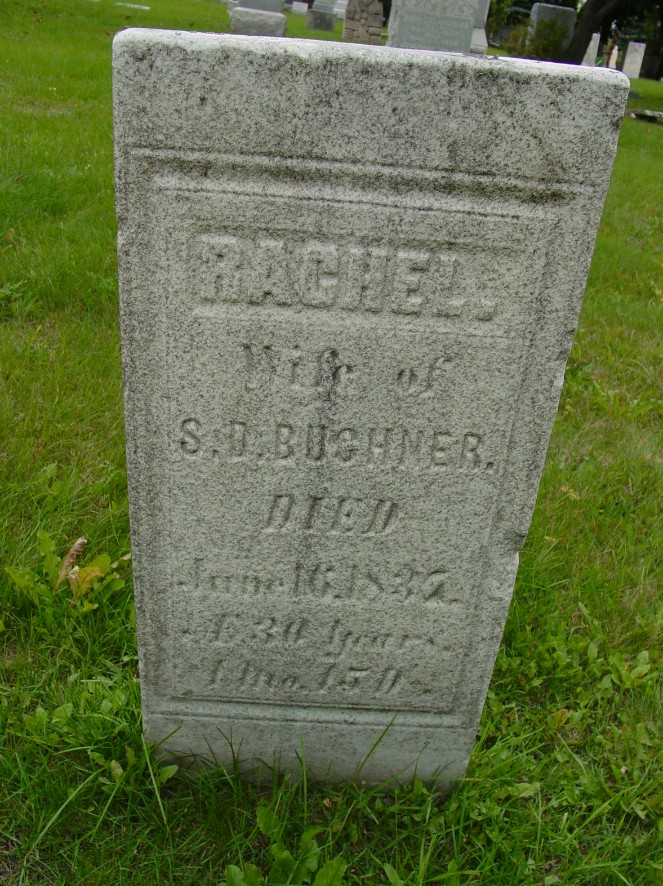 RACHEL.
Wife of
S. D. BUCHNER.
DIED
June 16, 1837.
Æ 30 Years.
1 Mo. 15 D.